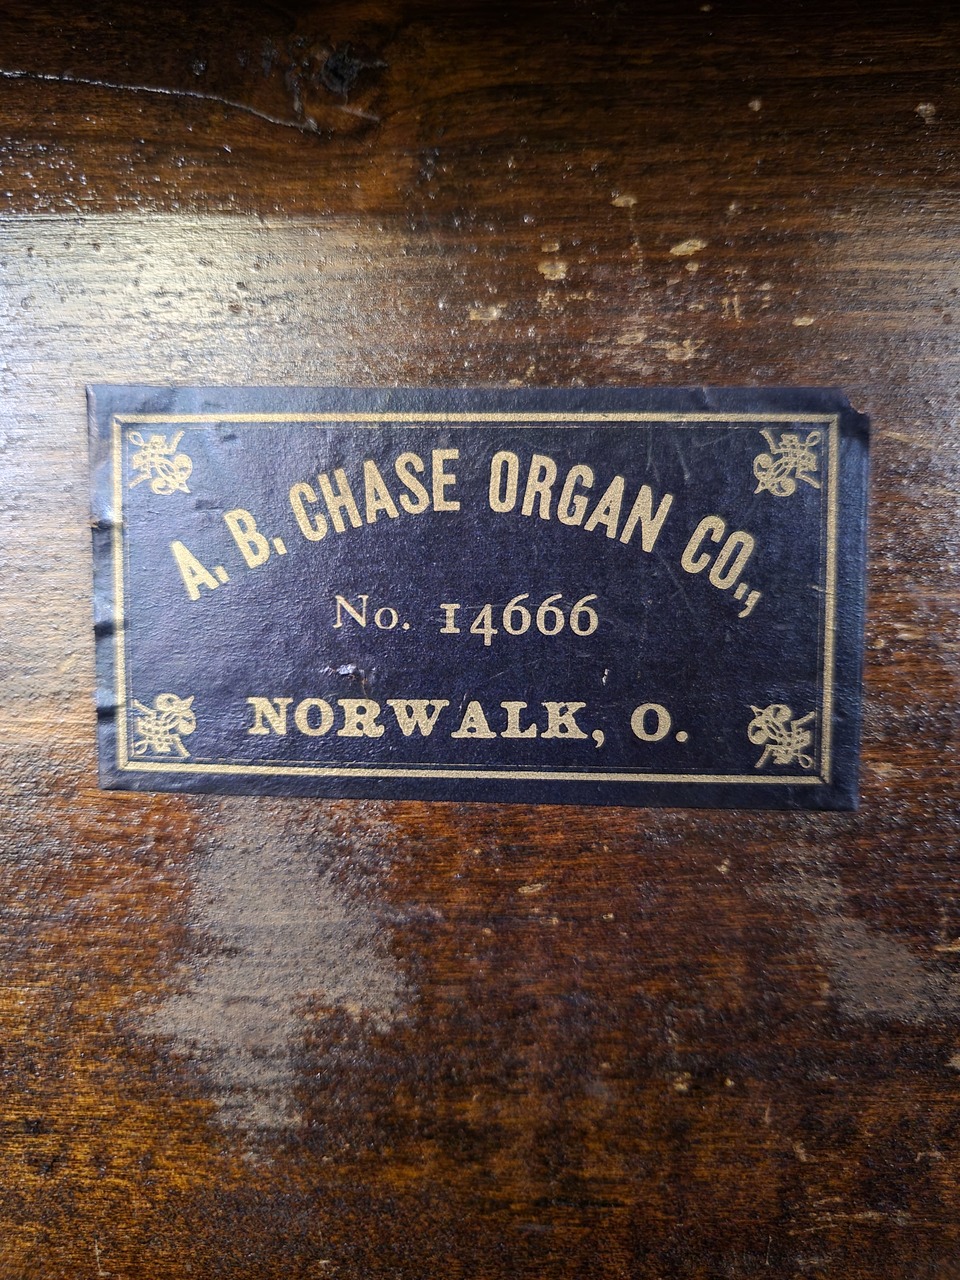 A. B. CHASE ORGAN CO.,
No. 14666
NORWALK, O.